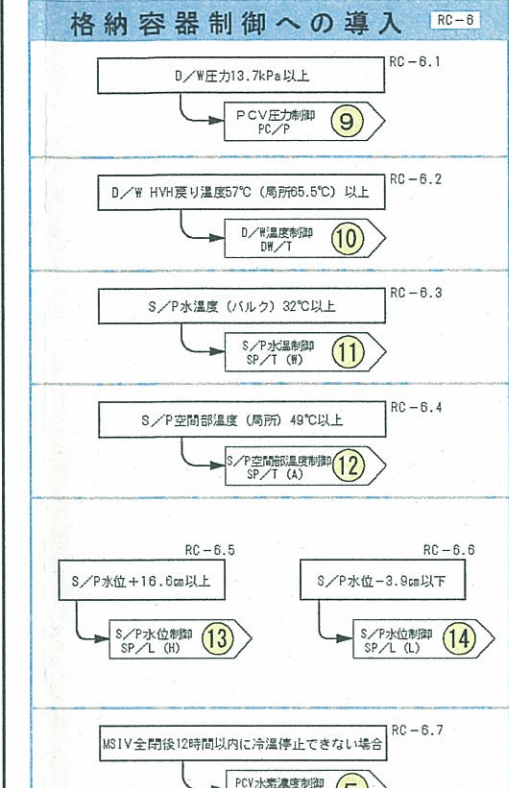 格納容器制御への導入 RC-6
RC-6.1
D/W圧力13.7kPa以上
PCV圧力制御
PC/P
9
RC-6.2
D/W HVH戻り温度57℃(局所65.5℃)以上
D/W温度制御
DW/T
10
RC-6.3
S/P水温度(バルク)32℃以上
S/P水温制御
SP/T (W)
11
RC-6.4
S/P空間部温度(局所)49℃以上
S/P空間部温度制御
SP/T (A)
12
RC-6.5
S/P水位+16.6cm以上
S/P水位制御
SP/L (H)
13
RC-6.6
S/P水位-3.9cm以下
S/P水位制御
SP/L (L)
14
RC-6.7
MSIV全閉後12時間以内に冷温停止できない場合
PCV水素濃度制御
5